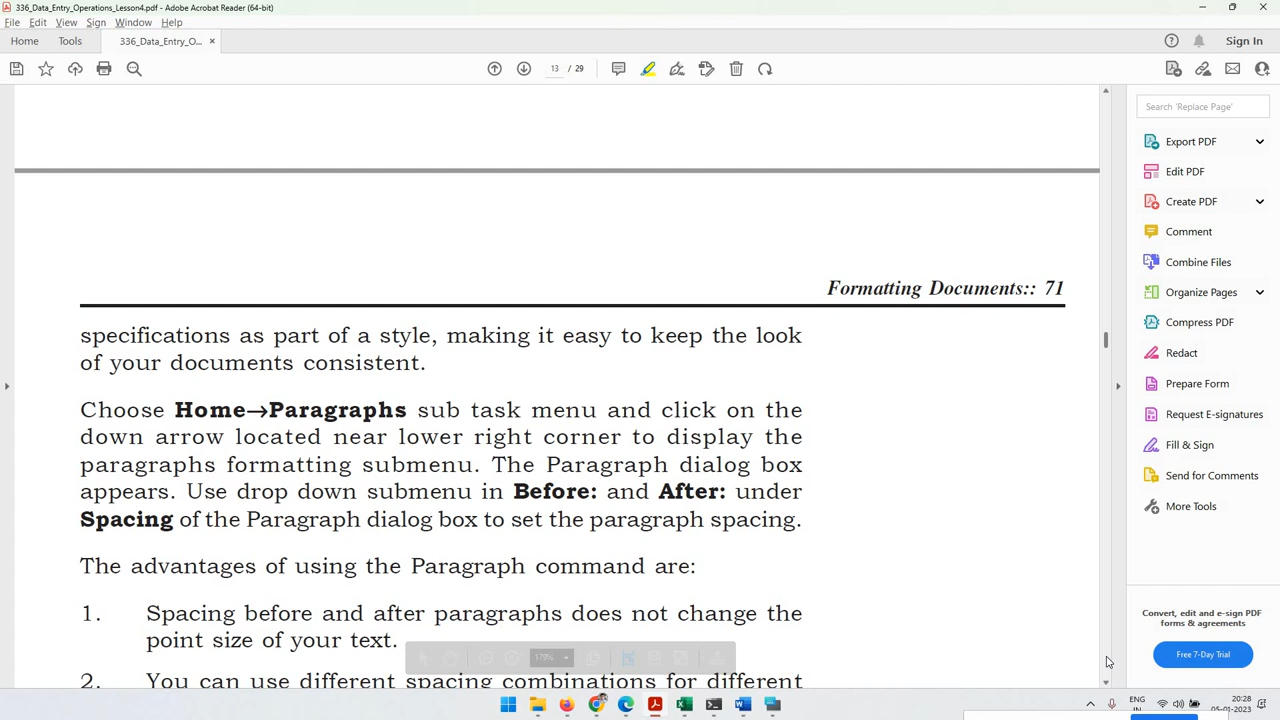 336_Data_Entry_Operations_Lesson4.pdf - Adobe Acrobat Reader (64-bit)
File Edit View Sign Window Help
Home Tools 336_Data_Entry_O... × Sign In
13 / 29
Search 'Replace Page'
Export PDF
Edit PDF
Create PDF
Comment
Combine Files
Organize Pages
Compress PDF
Redact
Prepare Form
Request E-signatures
Fill & Sign
Send for Comments
More Tools
Convert, edit and e-sign PDF
forms & agreements
Free 7-Day Trial
Formatting Documents:: 71
specifications as part of a style, making it easy to keep the look
of your documents consistent.
Choose Home→Paragraphs sub task menu and click on the
down arrow located near lower right corner to display the
paragraphs formatting submenu. The Paragraph dialog box
appears. Use drop down submenu in Before: and After: under
Spacing of the Paragraph dialog box to set the paragraph spacing.
The advantages of using the Paragraph command are:
1. Spacing before and after paragraphs does not change the
point size of your text.
2. You can use different spacing combinations for different
179%
ENG
IN
20:28
05-01-2023